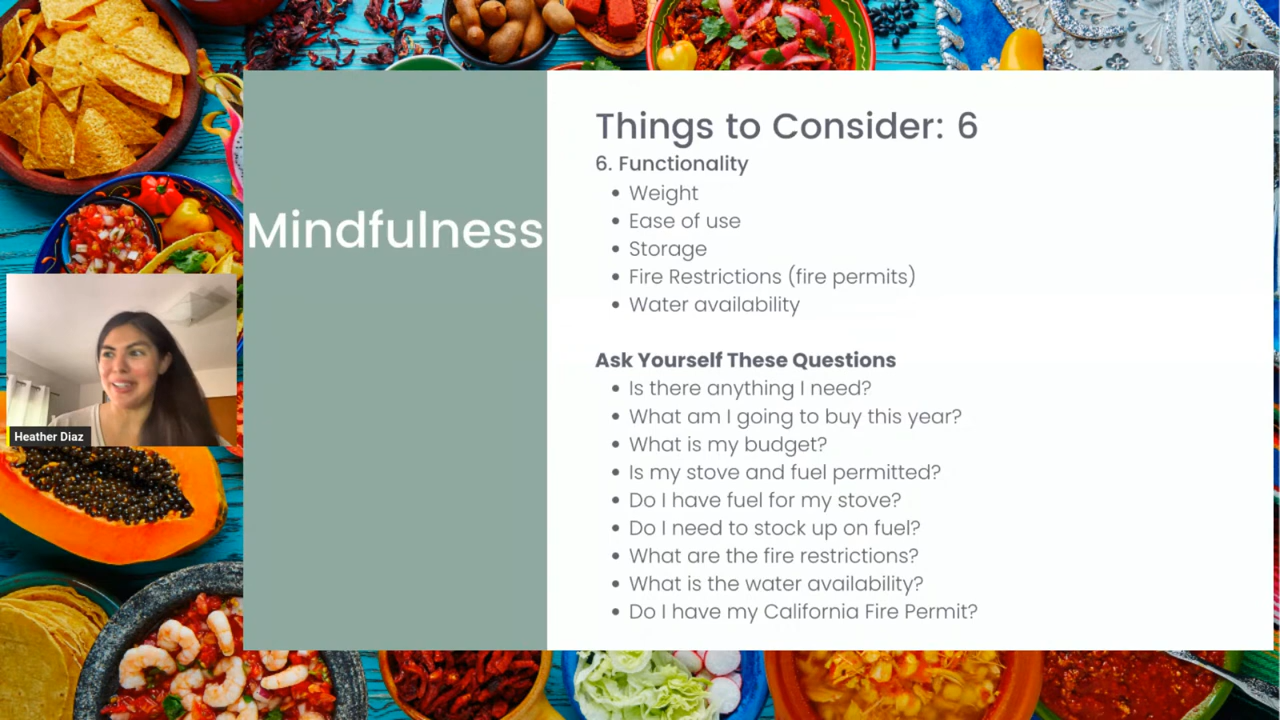 Mindfulness
Things to Consider: 6
6. Functionality
• Weight
• Ease of use
• Storage
• Fire Restrictions (fire permits)
• Water availability
Ask Yourself These Questions
• Is there anything I need?
• What am I going to buy this year?
• What is my budget?
• Is my stove and fuel permitted?
• Do I have fuel for my stove?
• Do I need to stock up on fuel?
• What are the fire restrictions?
• What is the water availability?
• Do I have my California Fire Permit?
Heather Diaz